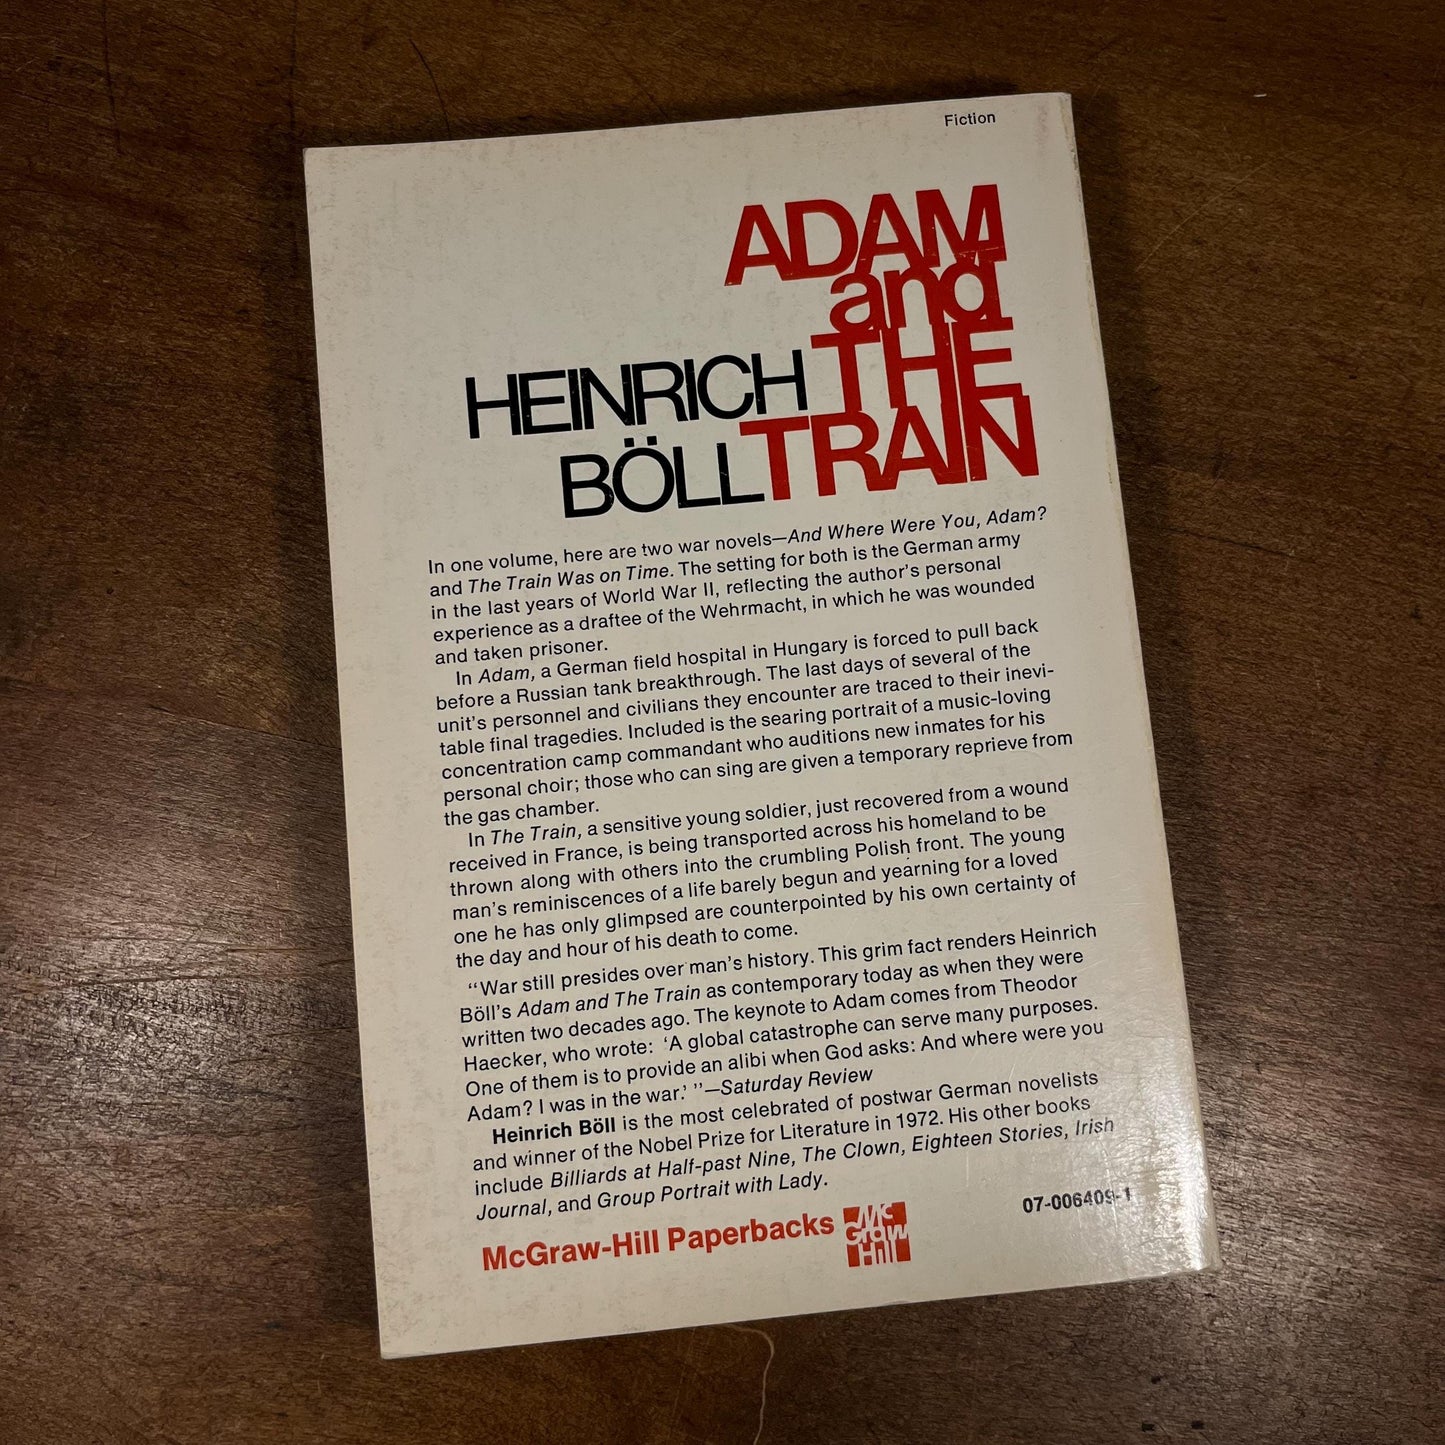 Fiction
ADAM
and
HEINRICH THE
BÖLL TRAIN
In one volume, here are two war novels—And Where Were You, Adam?
and The Train Was on Time. The setting for both is the German army
in the last years of World War II, reflecting the author's personal
experience as a draftee of the Wehrmacht, in which he was wounded
and taken prisoner.
In Adam, a German field hospital in Hungary is forced to pull back
before a Russian tank breakthrough. The last days of several of the
unit's personnel and civilians they encounter are traced to their inevi-
table final tragedies. Included is the searing portrait of a music-loving
concentration camp commandant who auditions new inmates for his
personal choir; those who can sing are given a temporary reprieve from
the gas chamber.
In The Train, a sensitive young soldier, just recovered from a wound
received in France, is being transported across his homeland to be
thrown along with others into the crumbling Polish front. The young
man's reminiscences of a life barely begun and yearning for a loved
one he has only glimpsed are counterpointed by his own certainty of
the day and hour of his death to come.
"War still presides over man's history. This grim fact renders Heinrich
Böll's Adam and The Train as contemporary today as when they were
written two decades ago. The keynote to Adam comes from Theodor
Haecker, who wrote: 'A global catastrophe can serve many purposes.
One of them is to provide an alibi when God asks: And where were you
Adam? I was in the war.' "—Saturday Review
Heinrich Böll is the most celebrated of postwar German novelists
and winner of the Nobel Prize for Literature in 1972. His other books
include Billiards at Half-past Nine, The Clown, Eighteen Stories, Irish
Journal, and Group Portrait with Lady.
McGraw-Hill Paperbacks
Mc
Graw
Hill
07-006409-1